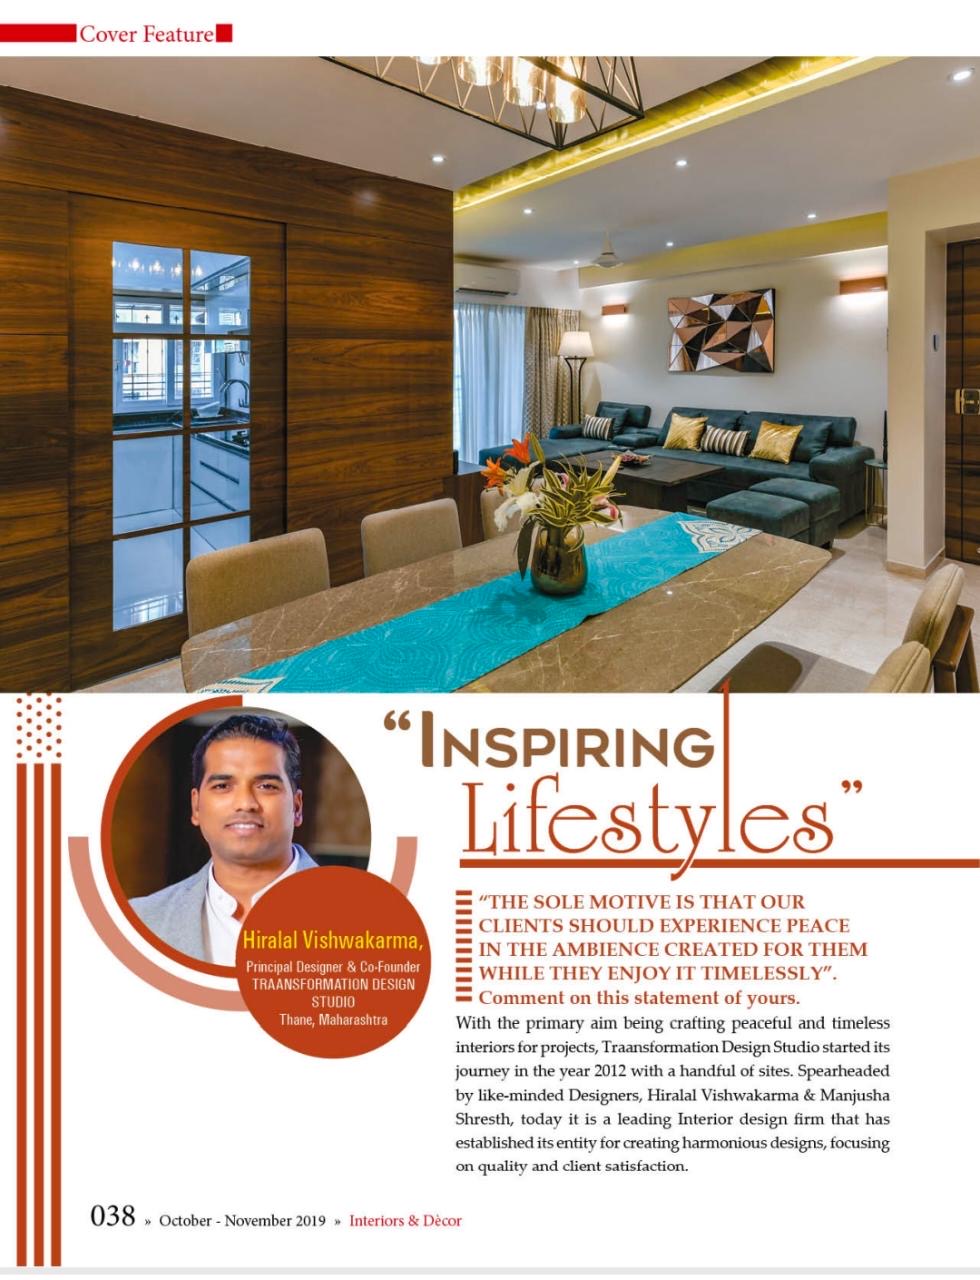 Cover Feature
“INSPIRING
Lifestyles”
Hiralal Vishwakarma,
Principal Designer & Co-Founder
TRAANSFORMATION DESIGN
STUDIO
Thane, Maharashtra
“THE SOLE MOTIVE IS THAT OUR
CLIENTS SHOULD EXPERIENCE PEACE
IN THE AMBIENCE CREATED FOR THEM
WHILE THEY ENJOY IT TIMELESSLY”.
Comment on this statement of yours.
With the primary aim being crafting peaceful and timeless
interiors for projects, Traansformation Design Studio started its
journey in the year 2012 with a handful of sites. Spearheaded
by like-minded Designers, Hiralal Vishwakarma & Manjusha
Shresth, today it is a leading Interior design firm that has
established its entity for creating harmonious designs, focusing
on quality and client satisfaction.
038 » October - November 2019 » Interiors & Dècor